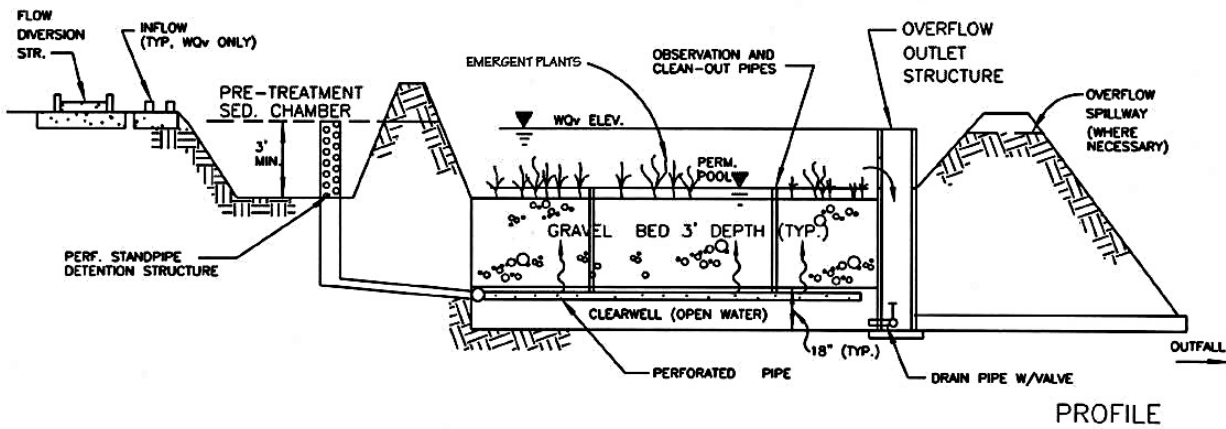 FLOW
DIVERSION
STR.
INFLOW
(TYP, WQv ONLY)
PRE-TREATMENT
SED. CHAMBER
3'
MIN.
PERF. STANDPIPE
DETENTION STRUCTURE
EMERGENT PLANTS
OBSERVATION AND
CLEAN-OUT PIPES
OVERFLOW
OUTLET
STRUCTURE
OVERFLOW
SPILLWAY
(WHERE
NECESSARY)
WQv ELEV.
PERM.
POOL
GRAVEL BED 3' DEPTH (TYP.)
CLEARWELL (OPEN WATER)
18" (TYP.)
PERFORATED PIPE
DRAIN PIPE W/VALVE
OUTFALL
PROFILE